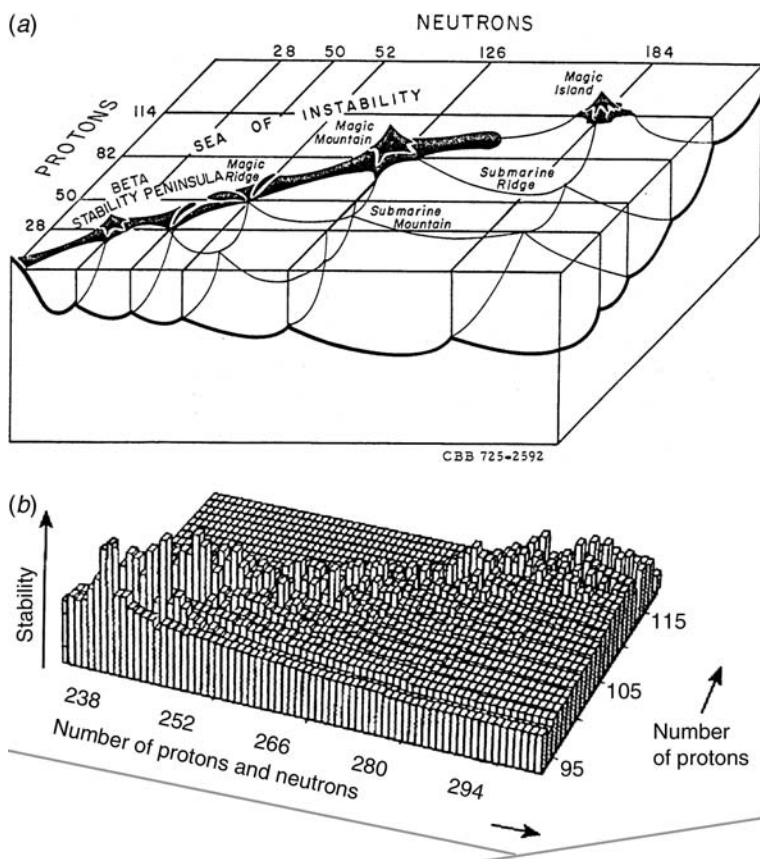 (a)
NEUTRONS
28 50 52 126 184
PROTONS
114
82
50
28
SEA OF INSTABILITY
Magic
Island
Magic
Mountain
BETA
STABILITY PENINSULA
Magic
Ridge
Submarine
Ridge
Submarine
Mountain
CBB 725-2592
(b)
Stability
238 252 266 280 294
Number of protons and neutrons
95 105 115
Number
of protons